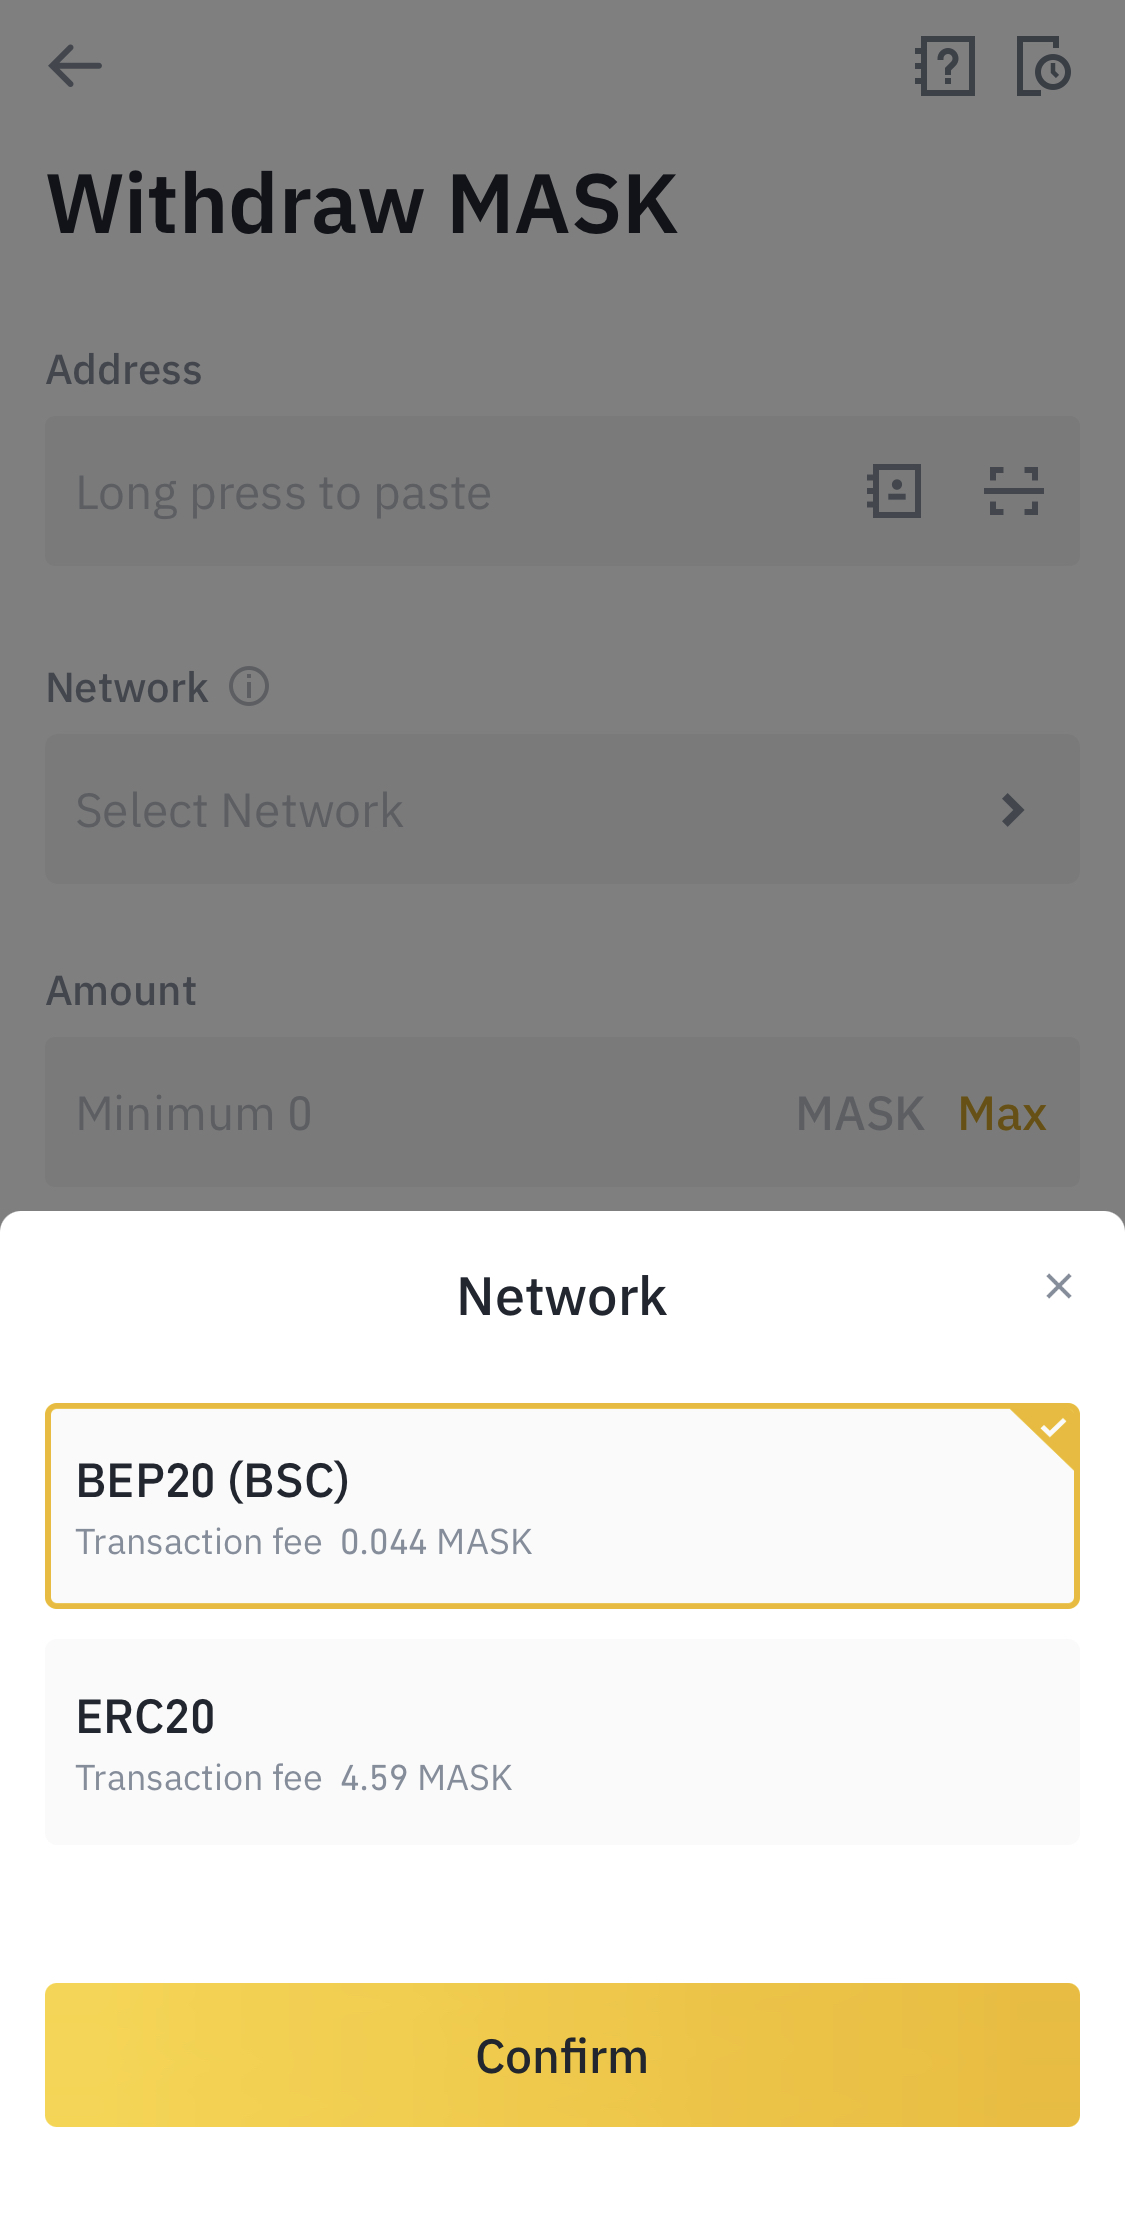 Withdraw MASK
Address
Long press to paste
Network
Select Network
Amount
Minimum 0 MASK Max
Network
BEP20 (BSC)
Transaction fee 0.044 MASK
ERC20
Transaction fee 4.59 MASK
Confirm